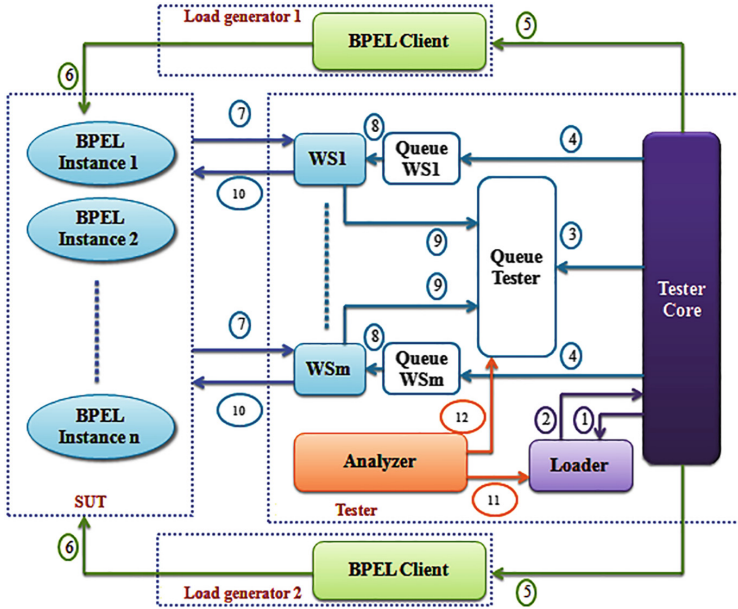 Load generator 1
BPEL Client
5
6
7
BPEL
Instance 1
10
WS1
8
Queue
WS1
4
BPEL
Instance 2
9
Queue
Tester
3
Tester
Core
9
7
WSm
8
Queue
WSm
4
10
BPEL
Instance n
12
2
1
Analyzer
Loader
11
SUT
Tester
6
BPEL Client
5
Load generator 2